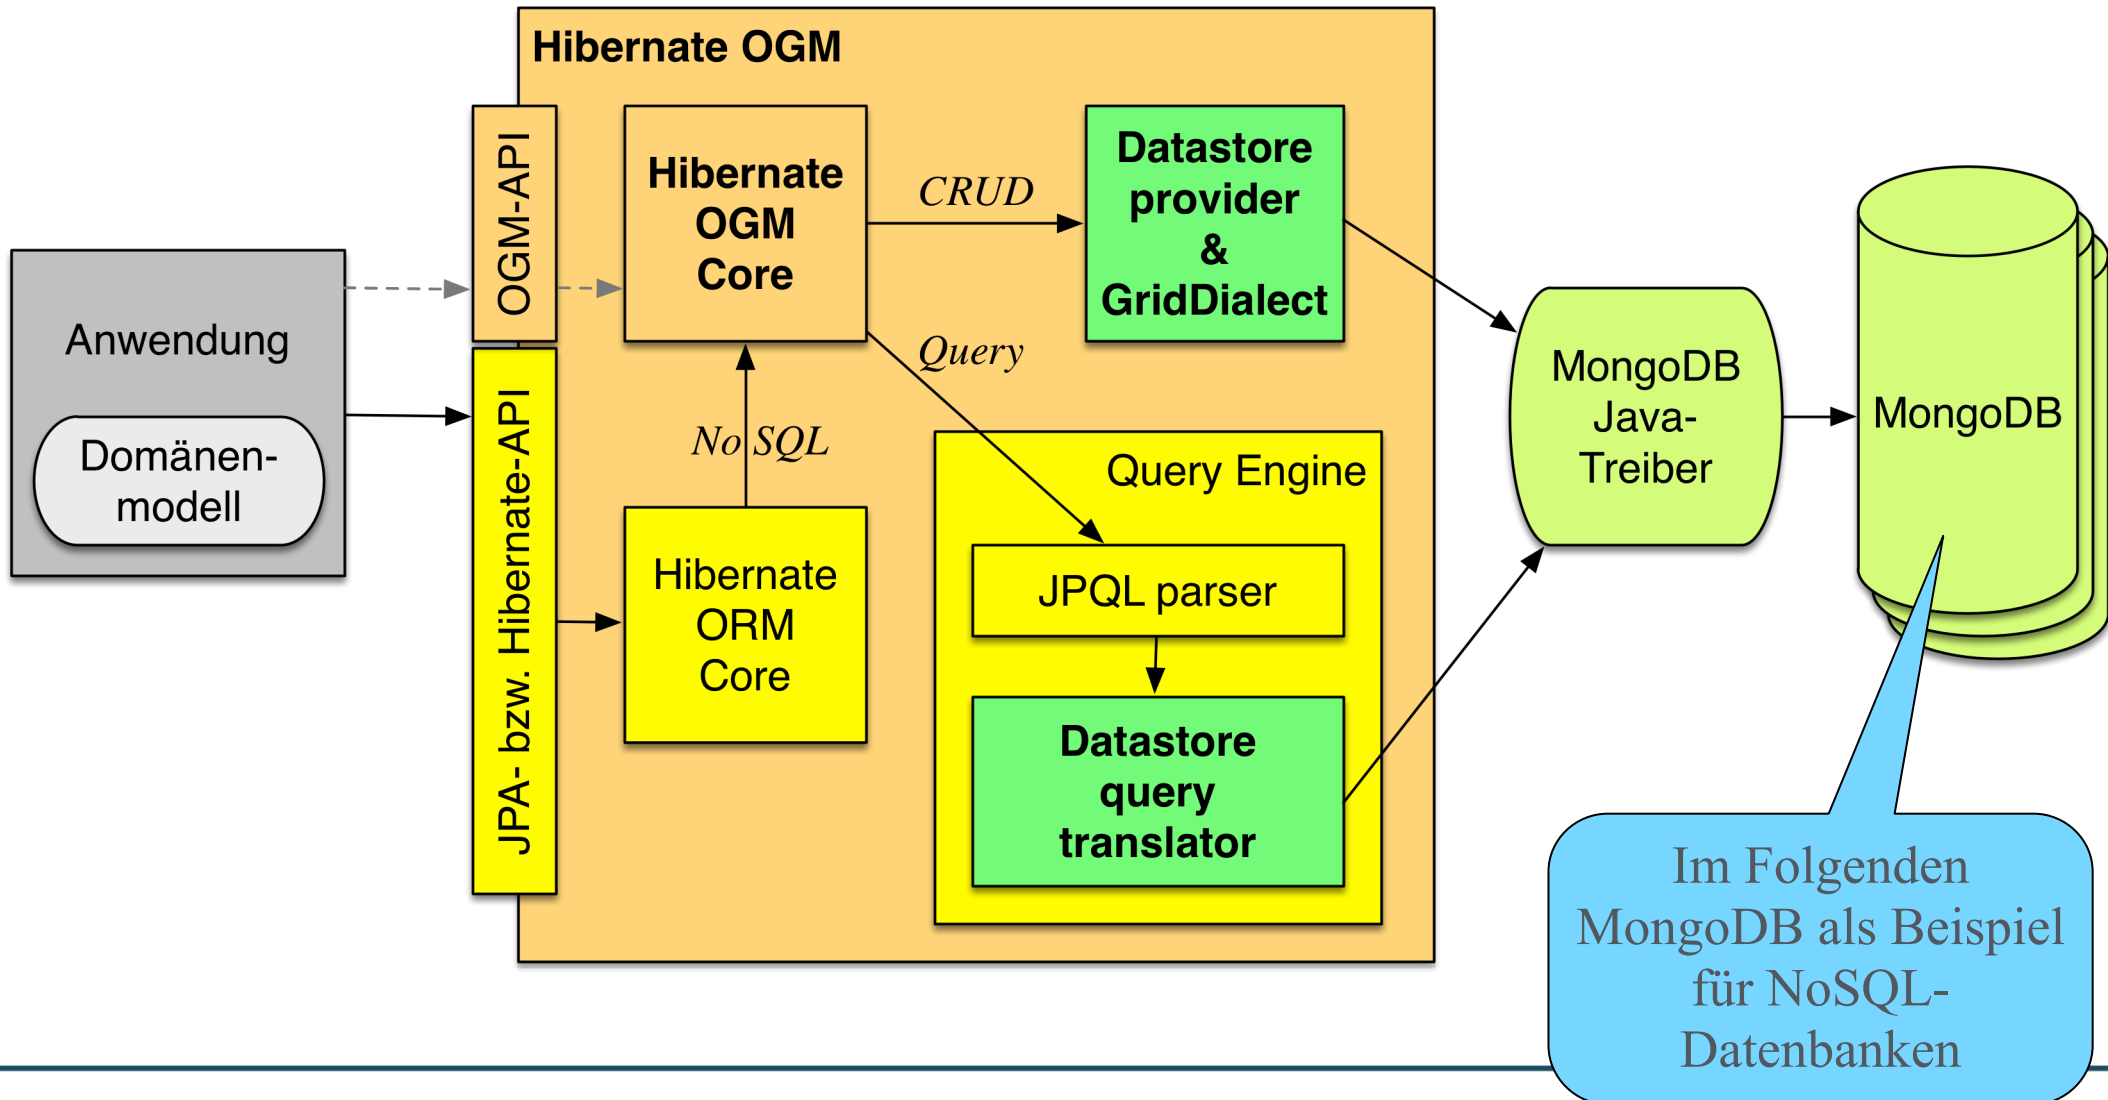 Hibernate OGM
OGM-API
JPA- bzw. Hibernate-API
Anwendung
Domänen-
modell
Hibernate
OGM
Core
CRUD
Datastore
provider
&
GridDialect
Query
No SQL
Hibernate
ORM
Core
Query Engine
JPQL parser
Datastore
query
translator
MongoDB
Java-
Treiber
MongoDB
Im Folgenden
MongoDB als Beispiel
für NoSQL-
Datenbanken